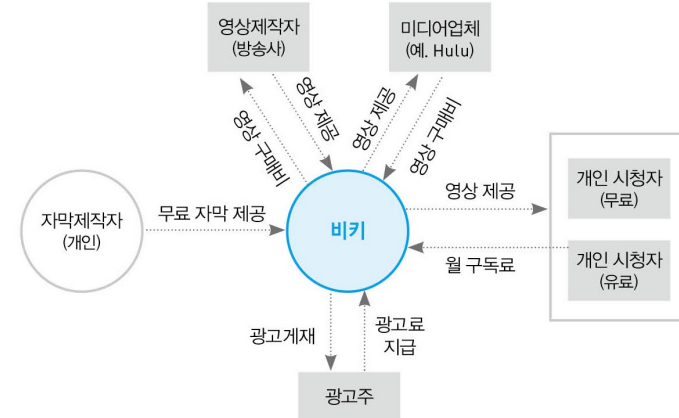 영상제작자
(방송사)
미디어업체
(예. Hulu)
영상 구매비
영상 제공
영상 제공
영상 구매비
자막제작자
(개인)
무료 자막 제공
비키
영상 제공
월 구독료
개인 시청자
(무료)
개인 시청자
(유료)
광고게재
광고료
지급
광고주